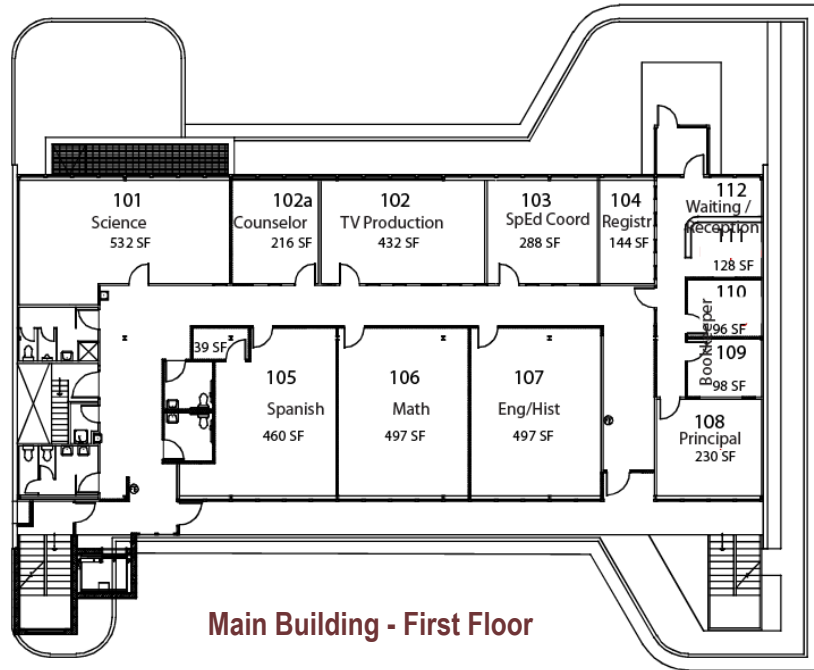 101
Science
532 SF
102a
Counselor
216 SF
102
TV Production
432 SF
103
SpEd Coord
288 SF
104
Registr.
144 SF
112
Waiting /
Reception
111
128 SF
110
96 SF
Bookkeeper
109
98 SF
108
Principal
230 SF
39 SF
105
Spanish
460 SF
106
Math
497 SF
107
Eng/Hist
497 SF
Main Building - First Floor